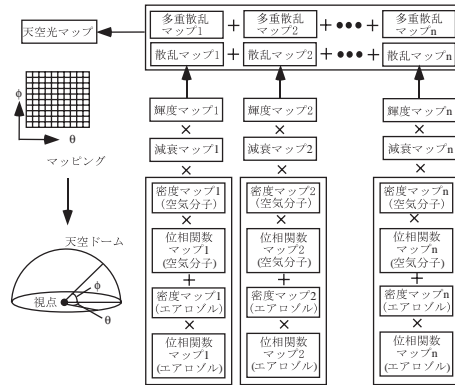 天空光マップ
φ
θ
マッピング
天空ドーム
視点
φ
θ
多重散乱
マップ1
+
多重散乱
マップ2
+
●●●
+
多重散乱
マップn
散乱マップ1
+
散乱マップ2
+
●●●
+
散乱マップn
輝度マップ1
輝度マップ2
輝度マップn
×
×
×
減衰マップ1
減衰マップ2
減衰マップn
×
×
×
密度マップ1
(空気分子)
密度マップ2
(空気分子)
密度マップn
(空気分子)
×
×
×
位相関数
マップ1
(空気分子)
位相関数
マップ2
(空気分子)
位相関数
マップn
(空気分子)
+
+
+
密度マップ1
(エアロゾル)
密度マップ2
(エアロゾル)
密度マップn
(エアロゾル)
×
×
×
位相関数
マップ1
(エアロゾル)
位相関数
マップ2
(エアロゾル)
位相関数
マップn
(エアロゾル)